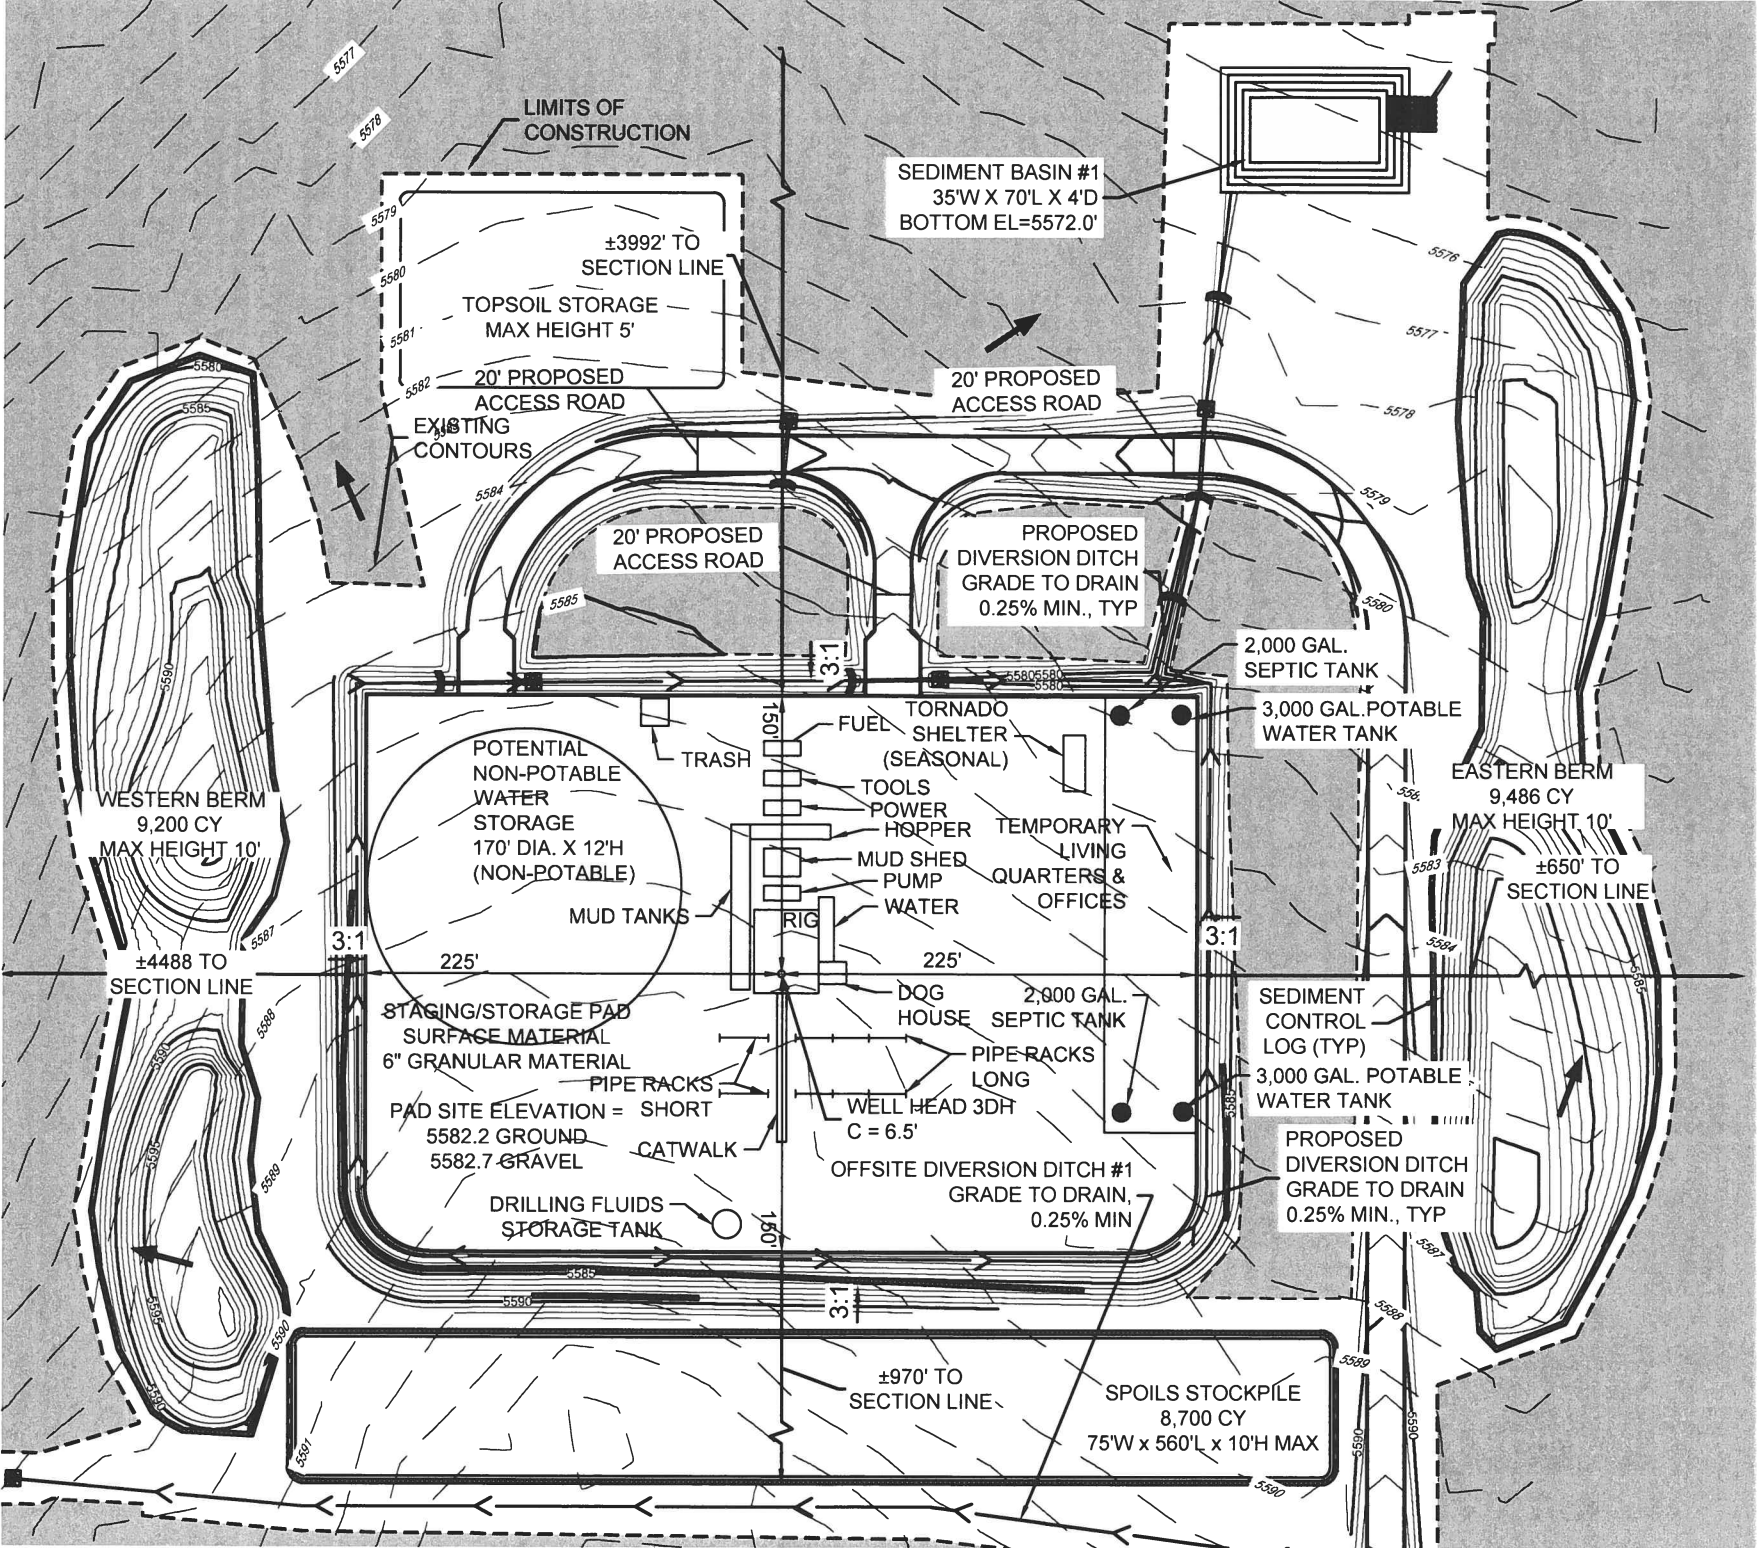 5577
5578
LIMITS OF
CONSTRUCTION
SEDIMENT BASIN #1
35'W X 70'L X 4'D
BOTTOM EL=5572.0'
5579
±3992' TO
SECTION LINE
5576
5580
TOPSOIL STORAGE
MAX HEIGHT 5'
5581
5577
5580
5582
20' PROPOSED
ACCESS ROAD
20' PROPOSED
ACCESS ROAD
5585
5578
EXISTING
CONTOURS
5584
5579
20' PROPOSED
ACCESS ROAD
PROPOSED
DIVERSION DITCH
GRADE TO DRAIN
0.25% MIN., TYP
5585
5580
3:1
2,000 GAL.
SEPTIC TANK
5590
5580
5580
5580
150'
FUEL
TORNADO
SHELTER
(SEASONAL)
3,000 GAL.POTABLE
WATER TANK
TRASH
POTENTIAL
NON-POTABLE
WATER
STORAGE
170' DIA. X 12'H
(NON-POTABLE)
TOOLS
POWER
HOPPER
MUD SHED
PUMP
WATER
MUD TANKS
RIG
TEMPORARY
LIVING
QUARTERS &
OFFICES
WESTERN BERM
9,200 CY
MAX HEIGHT 10'
EASTERN BERM
9,486 CY
MAX HEIGHT 10'
5583
±650' TO
SECTION LINE
5587
3:1
3:1
5584
±4488 TO
SECTION LINE
225'
225'
5585
DOG
HOUSE
2,000 GAL.
SEPTIC TANK
SEDIMENT
CONTROL
LOG (TYP)
5588
STAGING/STORAGE PAD
SURFACE MATERIAL
6" GRANULAR MATERIAL
5590
PIPE RACKS
SHORT
PIPE RACKS
LONG
3,000 GAL. POTABLE
WATER TANK
5585
PAD SITE ELEVATION =
5582.2 GROUND
5582.7 GRAVEL
WELL HEAD 3DH
C = 6.5'
CATWALK
5595
5589
OFFSITE DIVERSION DITCH #1
GRADE TO DRAIN,
0.25% MIN
PROPOSED
DIVERSION DITCH
GRADE TO DRAIN
0.25% MIN., TYP
DRILLING FLUIDS
STORAGE TANK
150'
5587
5585
5590
3:1
5595
5588
5590
5589
5590
±970' TO
SECTION LINE
SPOILS STOCKPILE
8,700 CY
75'W x 560'L x 10'H MAX
5591
5590
5590
5590